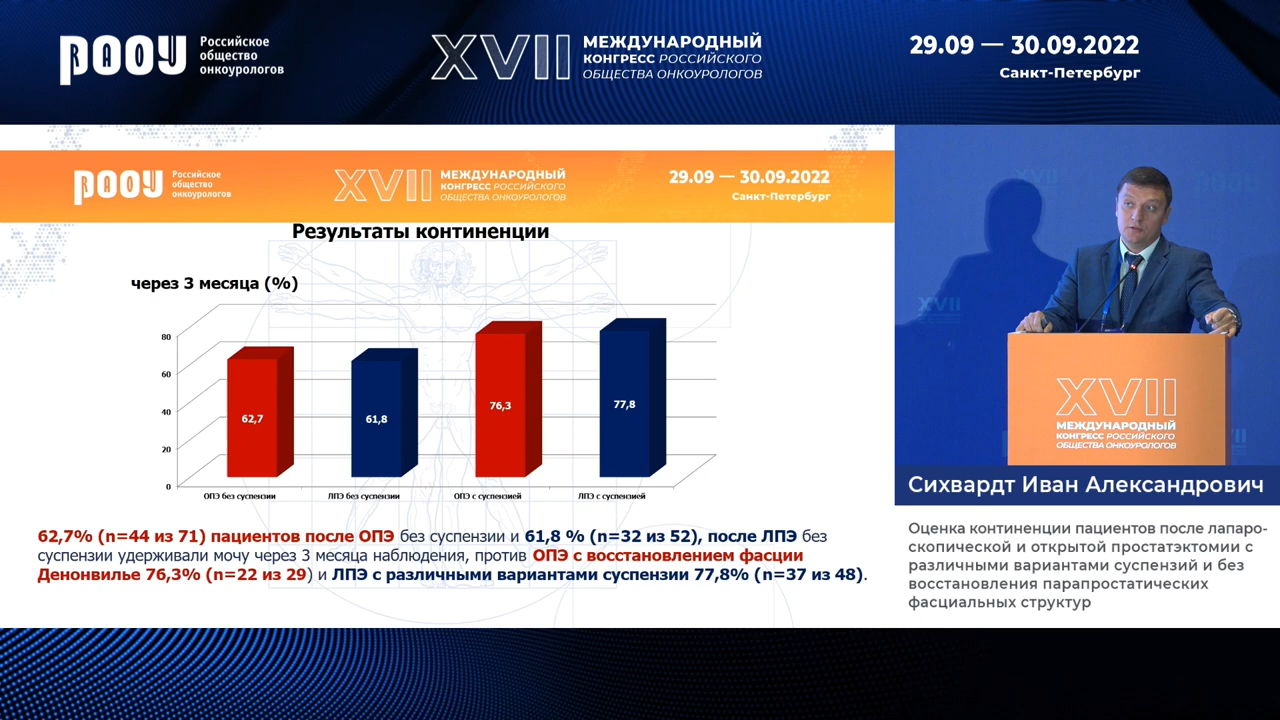 РАОУ
Российское
общество
онкоурологов
XVII
МЕЖДУНАРОДНЫЙ
КОНГРЕСС РОССИЙСКОГО
ОБЩЕСТВА ОНКОУРОЛОГОВ
29.09 — 30.09.2022
Санкт-Петербург
РАОУ
Российское
общество
онкоурологов
XVII
МЕЖДУНАРОДНЫЙ
КОНГРЕСС РОССИЙСКОГО
ОБЩЕСТВА ОНКОУРОЛОГОВ
29.09 — 30.09.2022
Санкт-Петербург
Результаты континенции
через 3 месяца (%)
80
60
40
20
0
62,7
61,8
76,3
77,8
ОПЭ без суспензии
ЛПЭ без суспензии
ОПЭ с суспензией
ЛПЭ с суспензией
62,7% (n=44 из 71) пациентов после ОПЭ без суспензии и 61,8 % (n=32 из 52), после ЛПЭ без
суспензии удерживали мочу через 3 месяца наблюдения, против ОПЭ с восстановлением фасции
Денонвилье 76,3% (n=22 из 29) и ЛПЭ с различными вариантами суспензии 77,8% (n=37 из 48).
XVII
XVII
XVII
МЕЖДУНАРОДНЫЙ
КОНГРЕСС РОССИЙСКОГО
ОБЩЕСТВА ОНКОУРОЛОГОВ
Сихвардт Иван Александрович
Оценка континенции пациентов после лапаро-
скопической и открытой простатэктомии с
различными вариантами суспензий и без
восстановления парапростатических
фасциальных структур